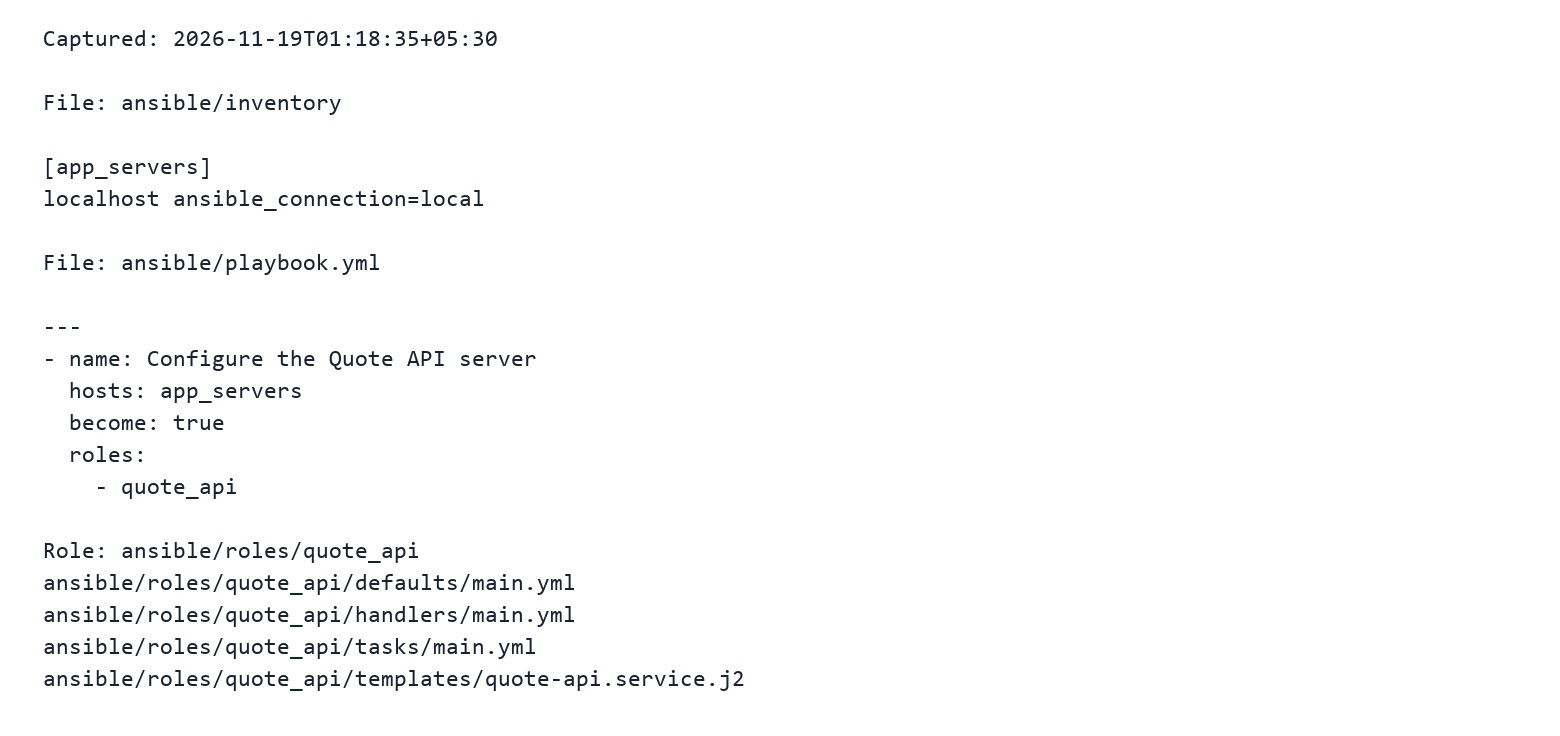 Captured: 2026-11-19T01:18:35+05:30
File: ansible/inventory
[app_servers]
localhost ansible_connection=local
File: ansible/playbook.yml
---
- name: Configure the Quote API server
  hosts: app_servers
  become: true
  roles:
    - quote_api
Role: ansible/roles/quote_api
ansible/roles/quote_api/defaults/main.yml
ansible/roles/quote_api/handlers/main.yml
ansible/roles/quote_api/tasks/main.yml
ansible/roles/quote_api/templates/quote-api.service.j2